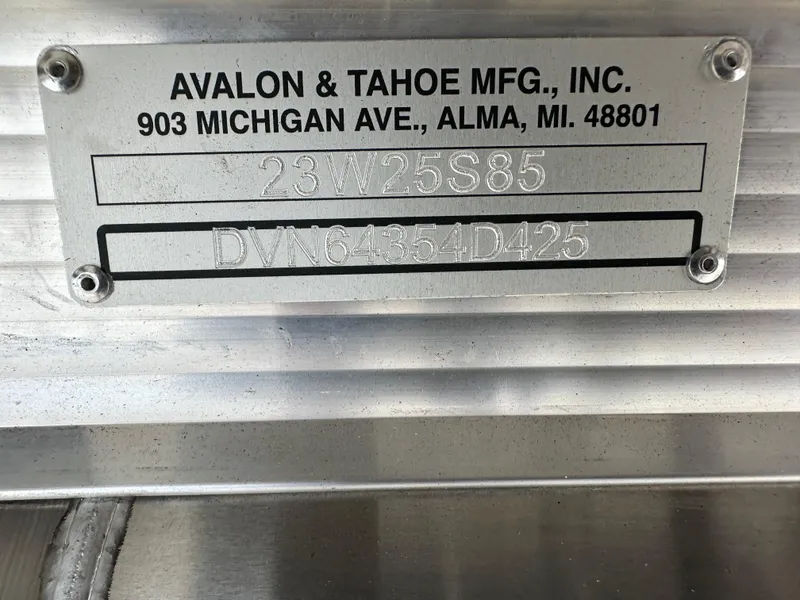 AVALON & TAHOE MFG., INC.
903 MICHIGAN AVE., ALMA, MI. 48801
23W25S85
DVN64354D425